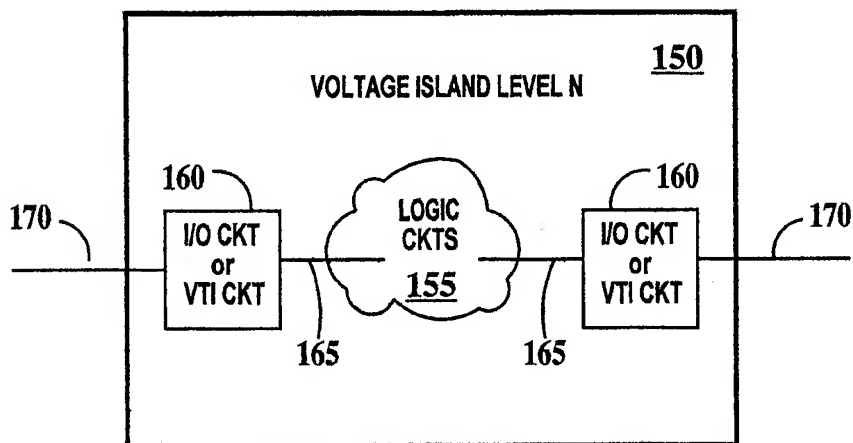 150
VOLTAGE ISLAND LEVEL N
160
160
170
I/O CKT
or
VTI CKT
LOGIC
CKTS
155
I/O CKT
or
VTI CKT
170
165
165